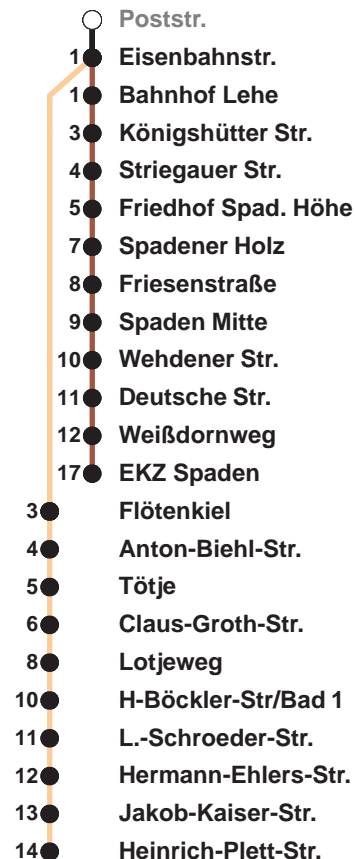 Poststr.
1 Eisenbahnstr.
1 Bahnhof Lehe
3 Königshütter Str.
4 Striegauer Str.
5 Friedhof Spad. Höhe
7 Spadener Holz
8 Friesenstraße
9 Spaden Mitte
10 Wehdener Str.
11 Deutsche Str.
12 Weißdornweg
17 EKZ Spaden
3 Flötenkiel
4 Anton-Biehl-Str.
5 Tötje
6 Claus-Groth-Str.
8 Lotjeweg
10 H-Böckler-Str/Bad 1
11 L.-Schroeder-Str.
12 Hermann-Ehlers-Str.
13 Jakob-Kaiser-Str.
14 Heinrich-Plett-Str.